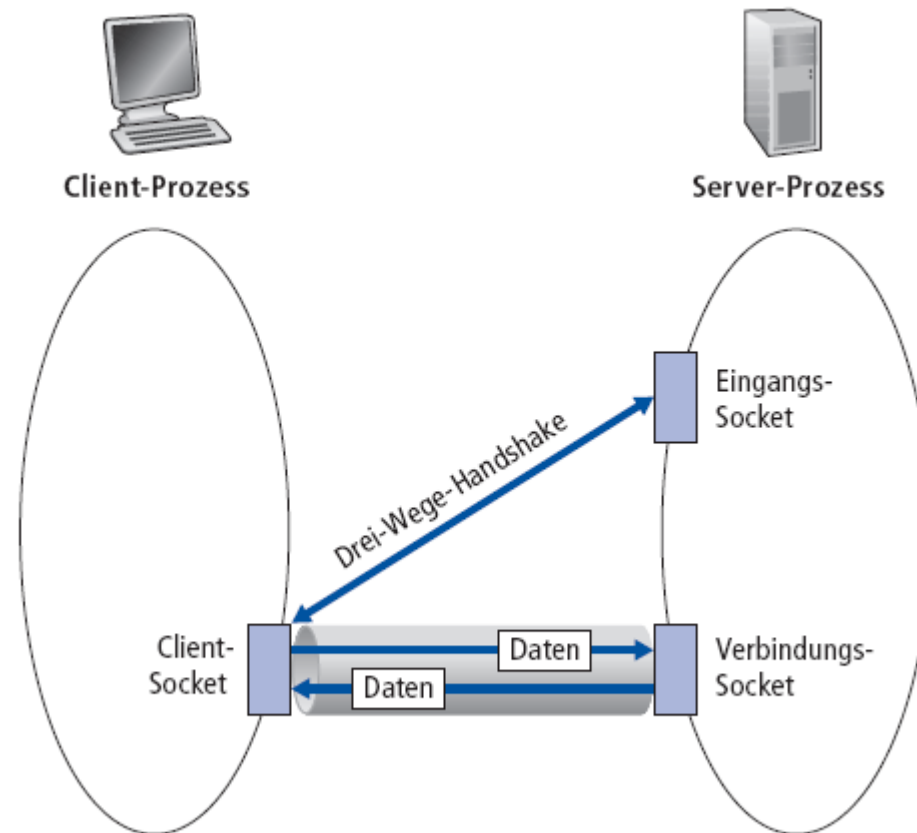 Client-Prozess
Server-Prozess
Eingangs-
Socket
Drei-Wege-Handshake
Client-
Socket
Daten
Daten
Verbindungs-
Socket